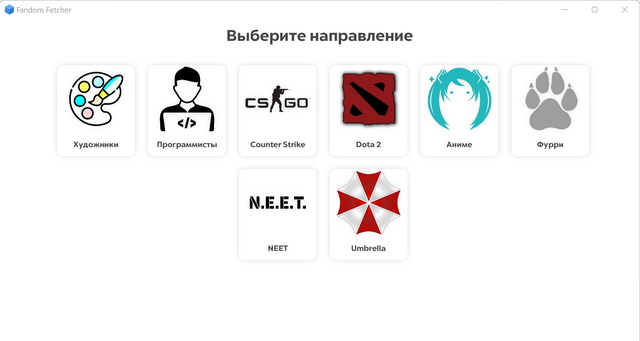 Fandom Fetcher
Выберите направление
CS GO
Художники
</>
Программисты
Counter Strike
Dota 2
Аниме
Фурри
N.E.E.T.
NEET
Umbrella